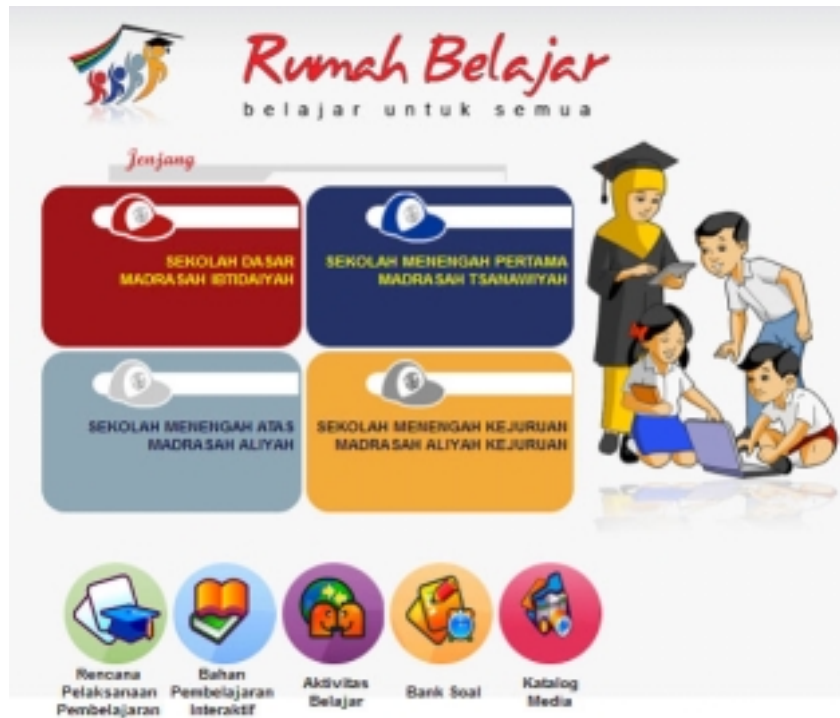 Rumah Belajar
belajar untuk semua
Jenjang
SEKOLAH DASAR
MADRASAH IBTIDAIYAH
SEKOLAH MENENGAH PERTAMA
MADRASAH TSANAWIYAH
SEKOLAH MENENGAH ATAS
MADRASAH ALIYAH
SEKOLAH MENENGAH KEJURUAN
MADRASAH ALIYAH KEJURUAN
Rencana
Pelaksanaan
Pembelajaran
Bahan
Pembelajaran
Interaktif
Aktivitas
Belajar
Bank Soal
Katalog
Media